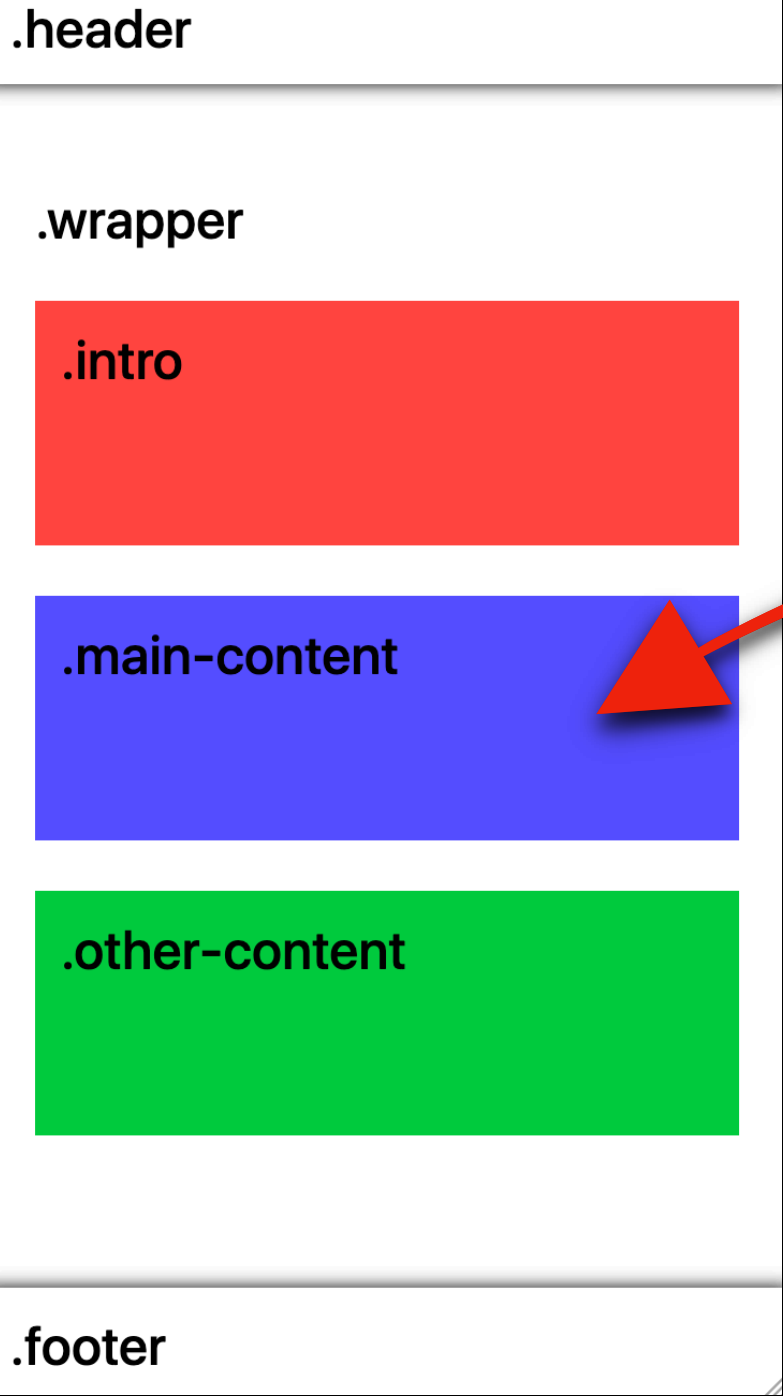 .header
.wrapper
.intro
.main-content
.other-content
.footer